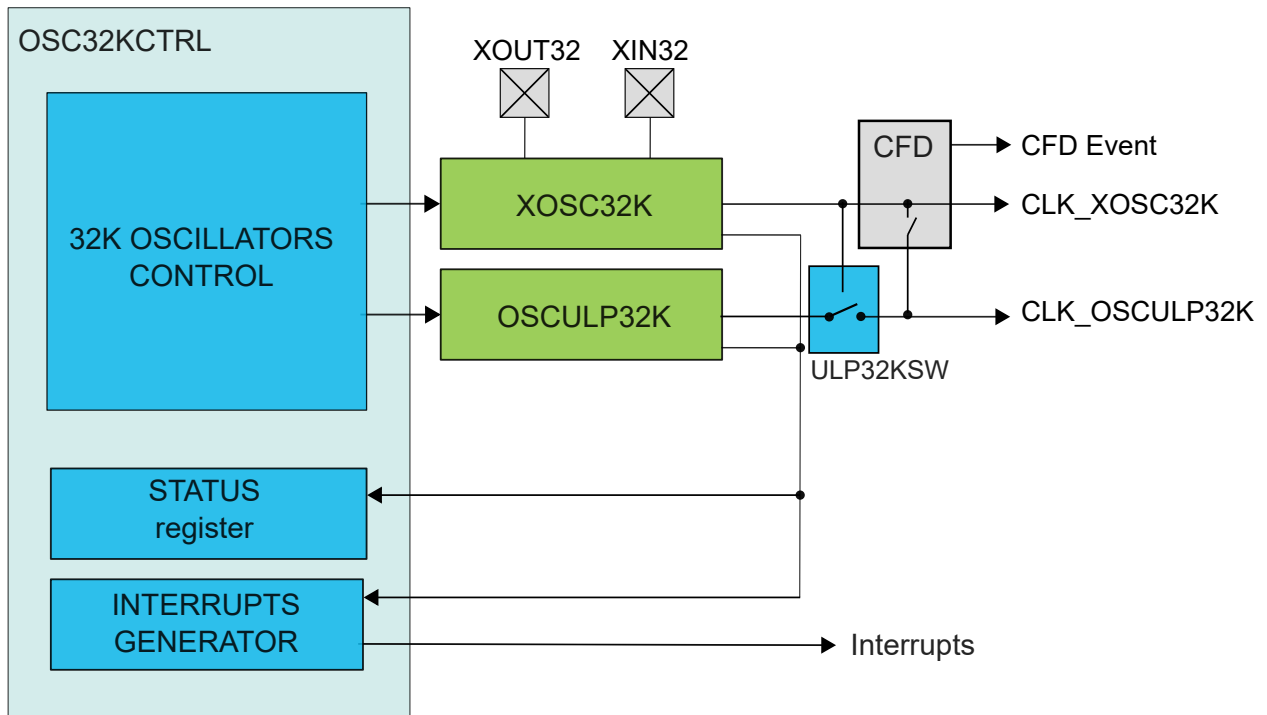 OSC32KCTRL
XOUT32
XIN32
32K OSCILLATORS
CONTROL
XOSC32K
OSCULP32K
CFD
CFD Event
CLK_XOSC32K
CLK_OSCULP32K
ULP32KSW
STATUS
register
INTERRUPTS
GENERATOR
Interrupts